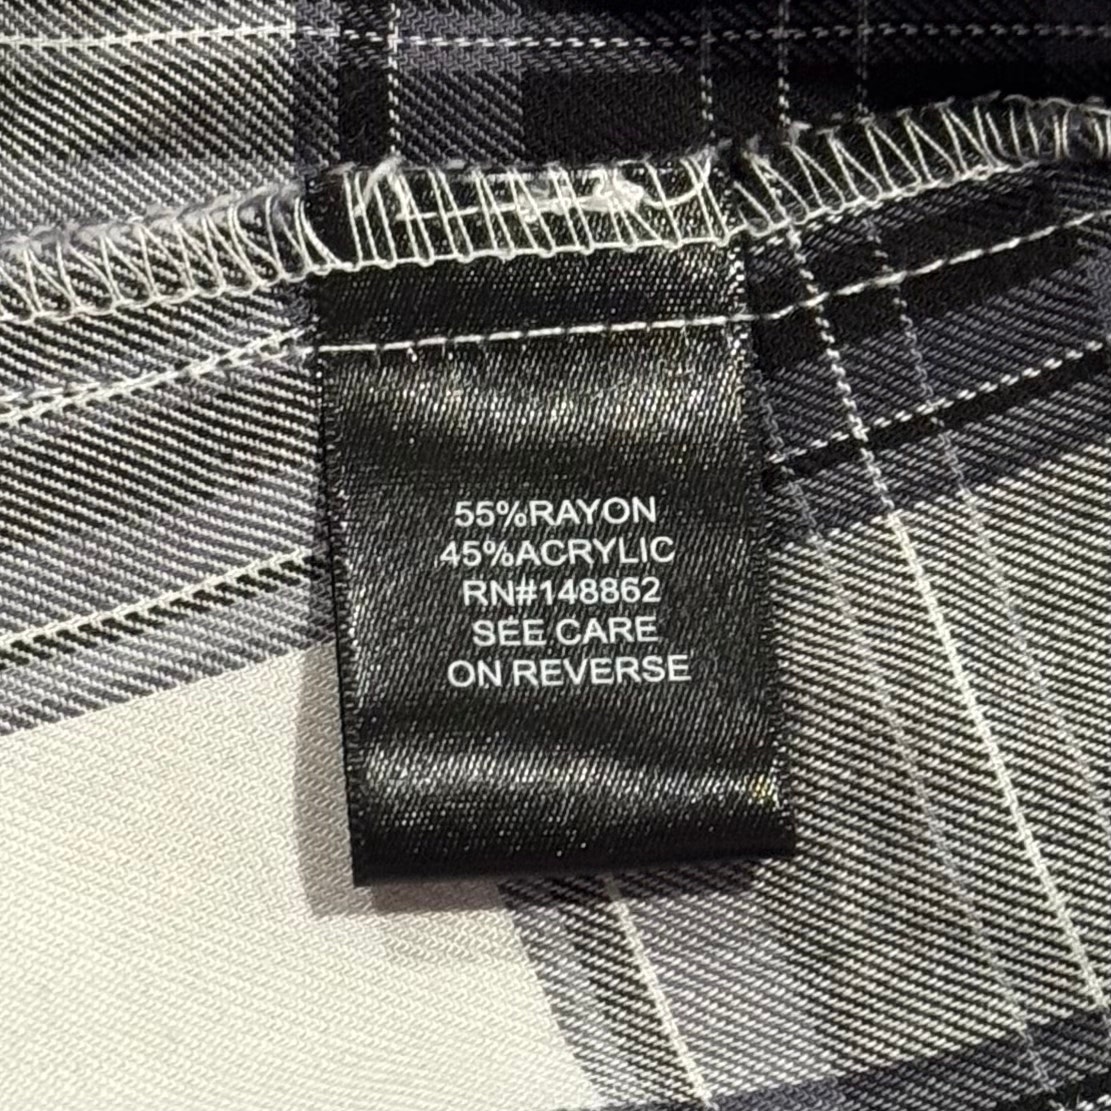 55%RAYON
45%ACRYLIC
RN#148862
SEE CARE
ON REVERSE